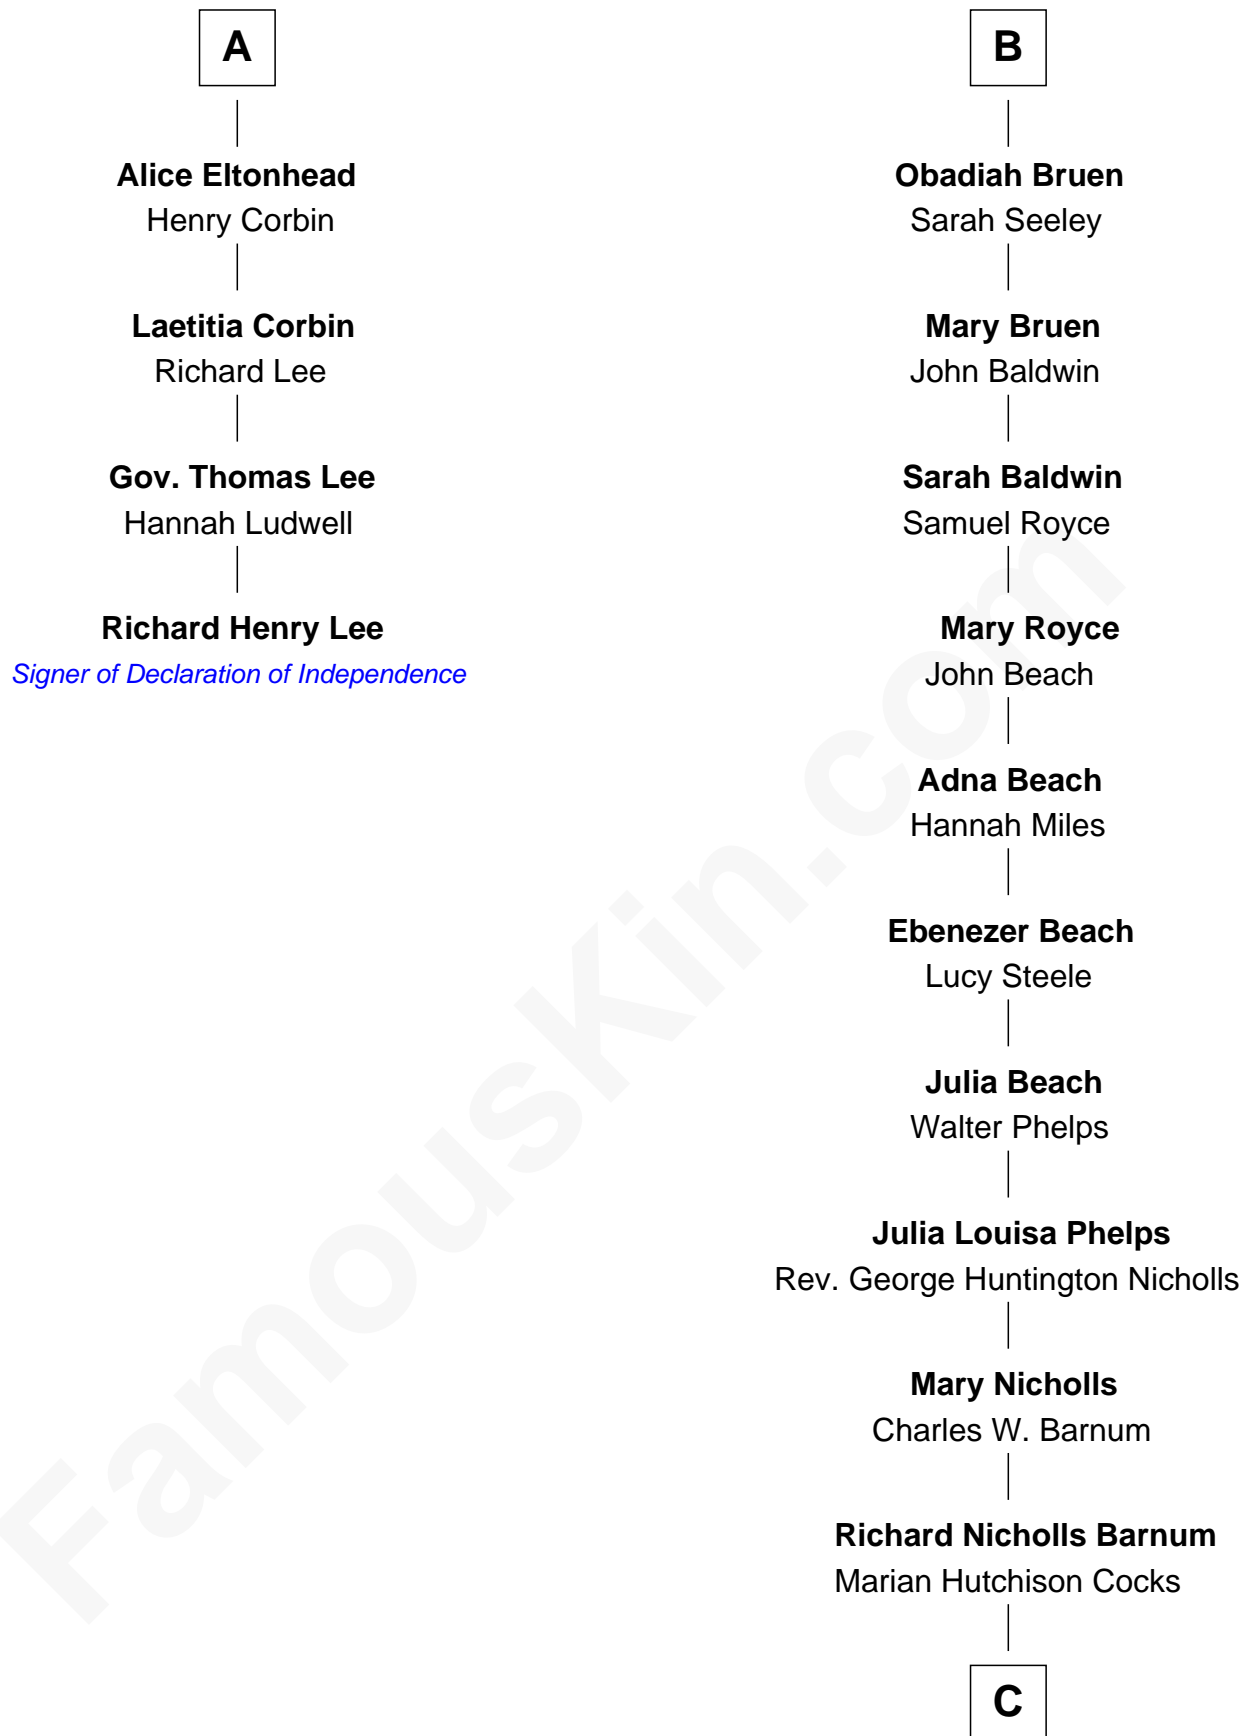 A
Alice Eltonhead
Henry Corbin
Laetitia Corbin
Richard Lee
Gov. Thomas Lee
Hannah Ludwell
Richard Henry Lee
Signer of Declaration of Independence
B
Obadiah Bruen
Sarah Seeley
Mary Bruen
John Baldwin
Sarah Baldwin
Samuel Royce
Mary Royce
John Beach
Adna Beach
Hannah Miles
Ebenezer Beach
Lucy Steele
Julia Beach
Walter Phelps
Julia Louisa Phelps
Rev. George Huntington Nicholls
Mary Nicholls
Charles W. Barnum
Richard Nicholls Barnum
Marian Hutchison Cocks
C
FamousKin.com